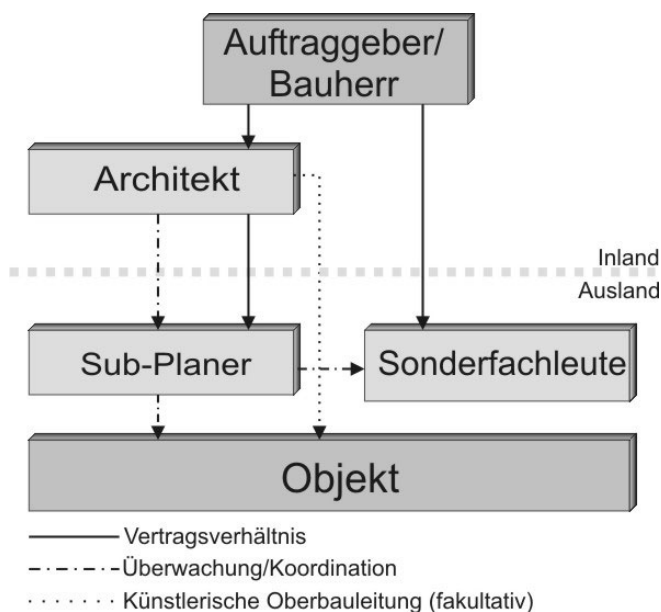 Auftraggeber/
Bauherr
Architekt
Inland
Ausland
Sub-Planer
Sonderfachleute
Objekt
Vertragsverhältnis
Überwachung/Koordination
Künstlerische Oberbauleitung (fakultativ)